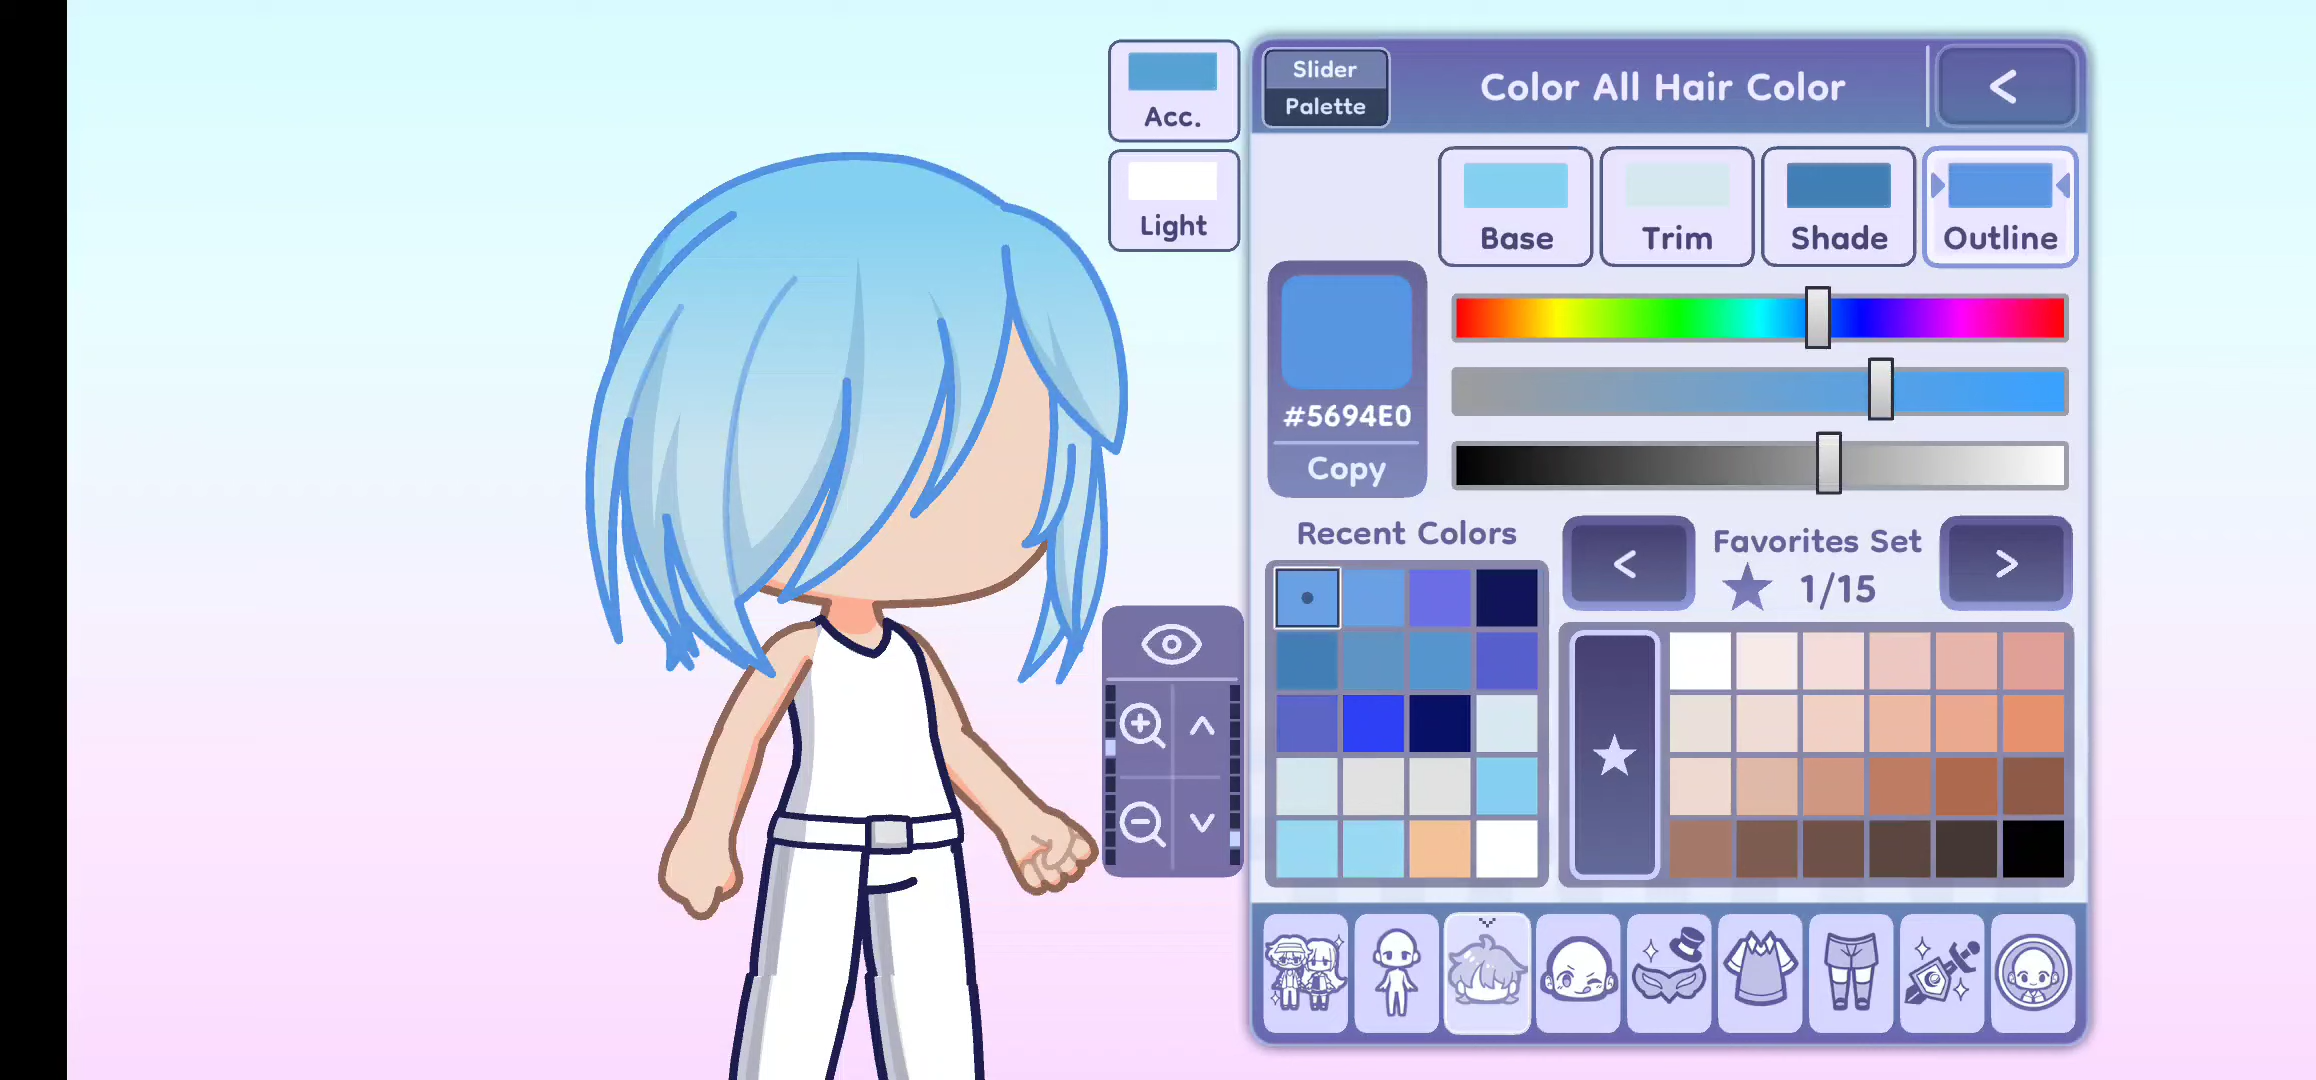 Acc.
Light
Slider
Palette
Color All Hair Color
<
Base
Trim
Shade
Outline
#5694E0
Copy
Recent Colors
<
Favorites Set
1/15
>